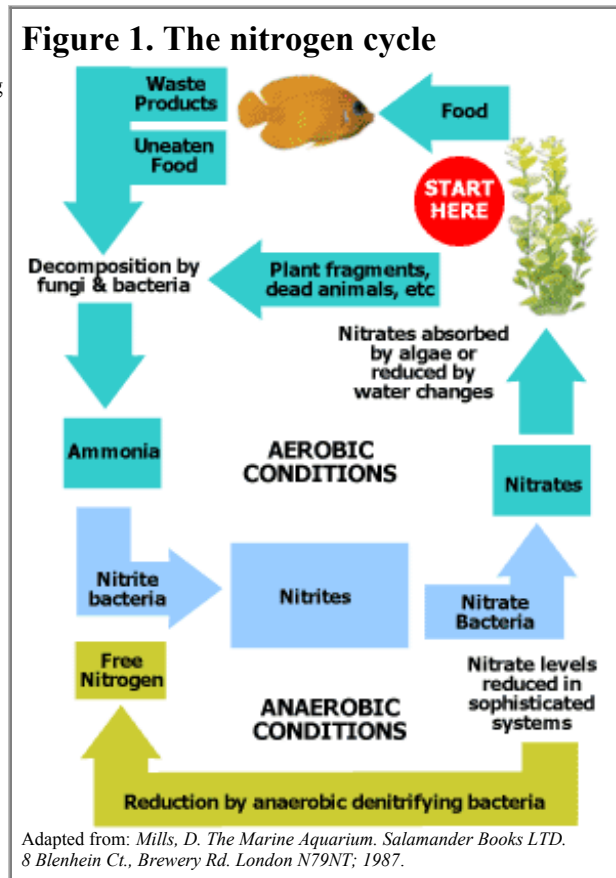 Figure 1. The nitrogen cycle
Waste
Products
Uneaten
Food
Food
START
HERE
Decomposition by
fungi & bacteria
Plant fragments,
dead animals, etc
Nitrates absorbed
by algae or
reduced by
water changes
Ammonia
AEROBIC
CONDITIONS
Nitrates
Nitrite
bacteria
Nitrites
Nitrate
Bacteria
Free
Nitrogen
ANAEROBIC
CONDITIONS
Nitrate levels
reduced in
sophisticated
systems
Reduction by anaerobic denitrifying bacteria
Adapted from: Mills, D. The Marine Aquarium. Salamander Books LTD.
8 Blenhein Ct., Brewery Rd. London N79NT; 1987.